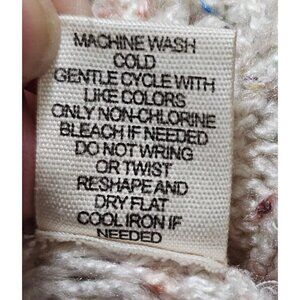 MACHINE WASH
COLD
GENTLE CYCLE WITH
LIKE COLORS
ONLY NON-CHLORINE
BLEACH IF NEEDED
DO NOT WRING
OR TWIST
RESHAPE AND
DRY FLAT
COOL IRON IF
NEEDED